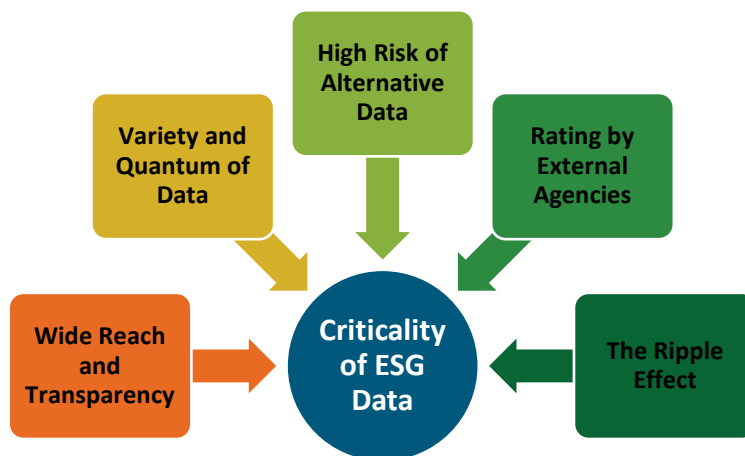 High Risk of
Alternative
Data
Variety and
Quantum of
Data
Rating by
External
Agencies
Wide Reach
and
Transparency
Criticality
of ESG
Data
The Ripple
Effect